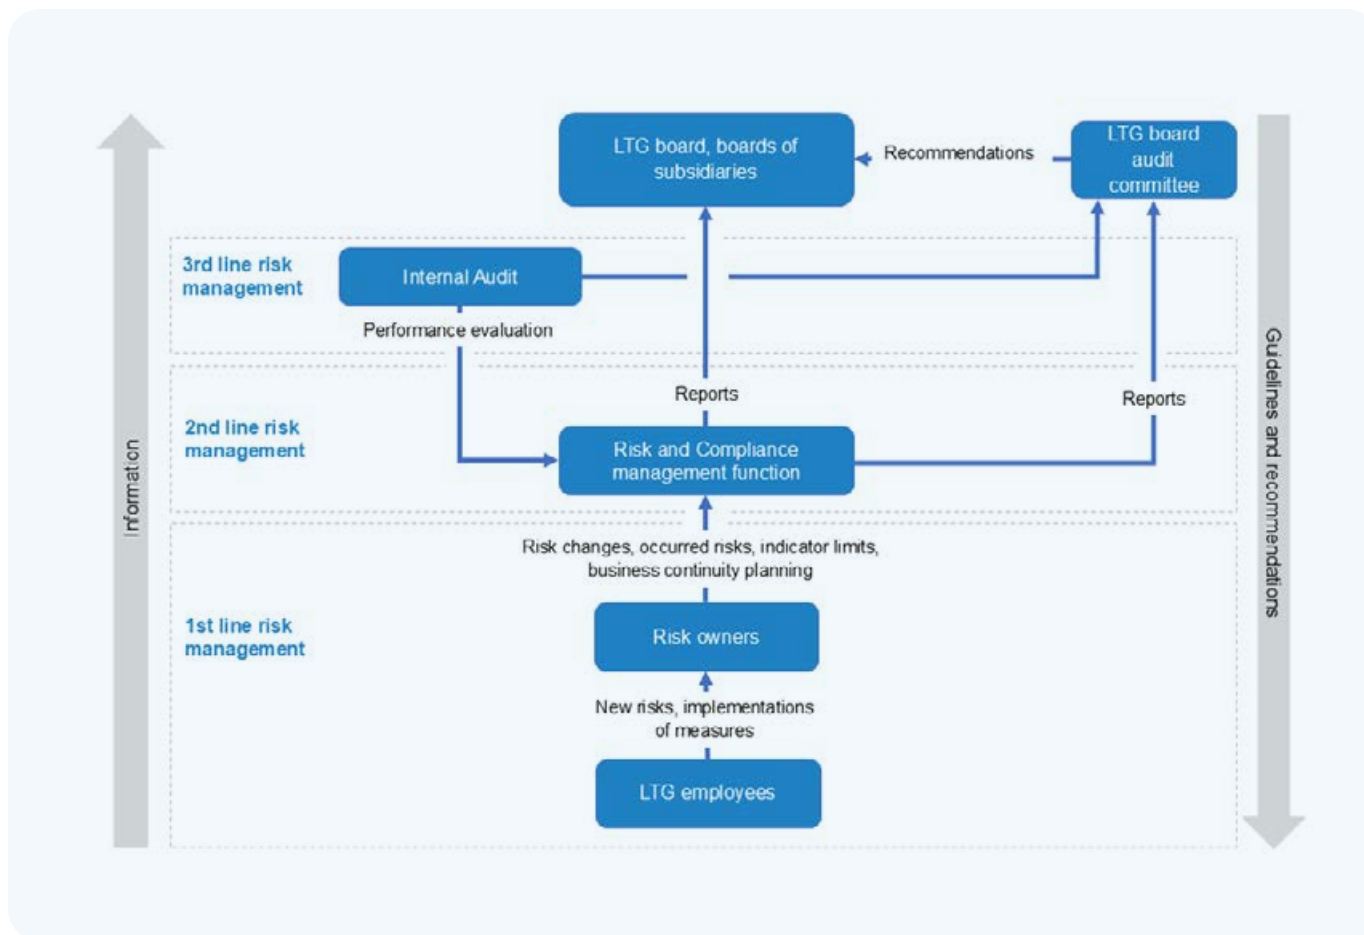 LTG board, boards of
subsidiaries
Recommendations
LTG board
audit
committee
3rd line risk
management
Internal Audit
Performance evaluation
Reports
Reports
2nd line risk
management
Risk and Compliance
management function
Information
Guidelines and recommendations
Risk changes, occurred risks, indicator limits,
business continuity planning
1st line risk
management
Risk owners
New risks, implementations
of measures
LTG employees